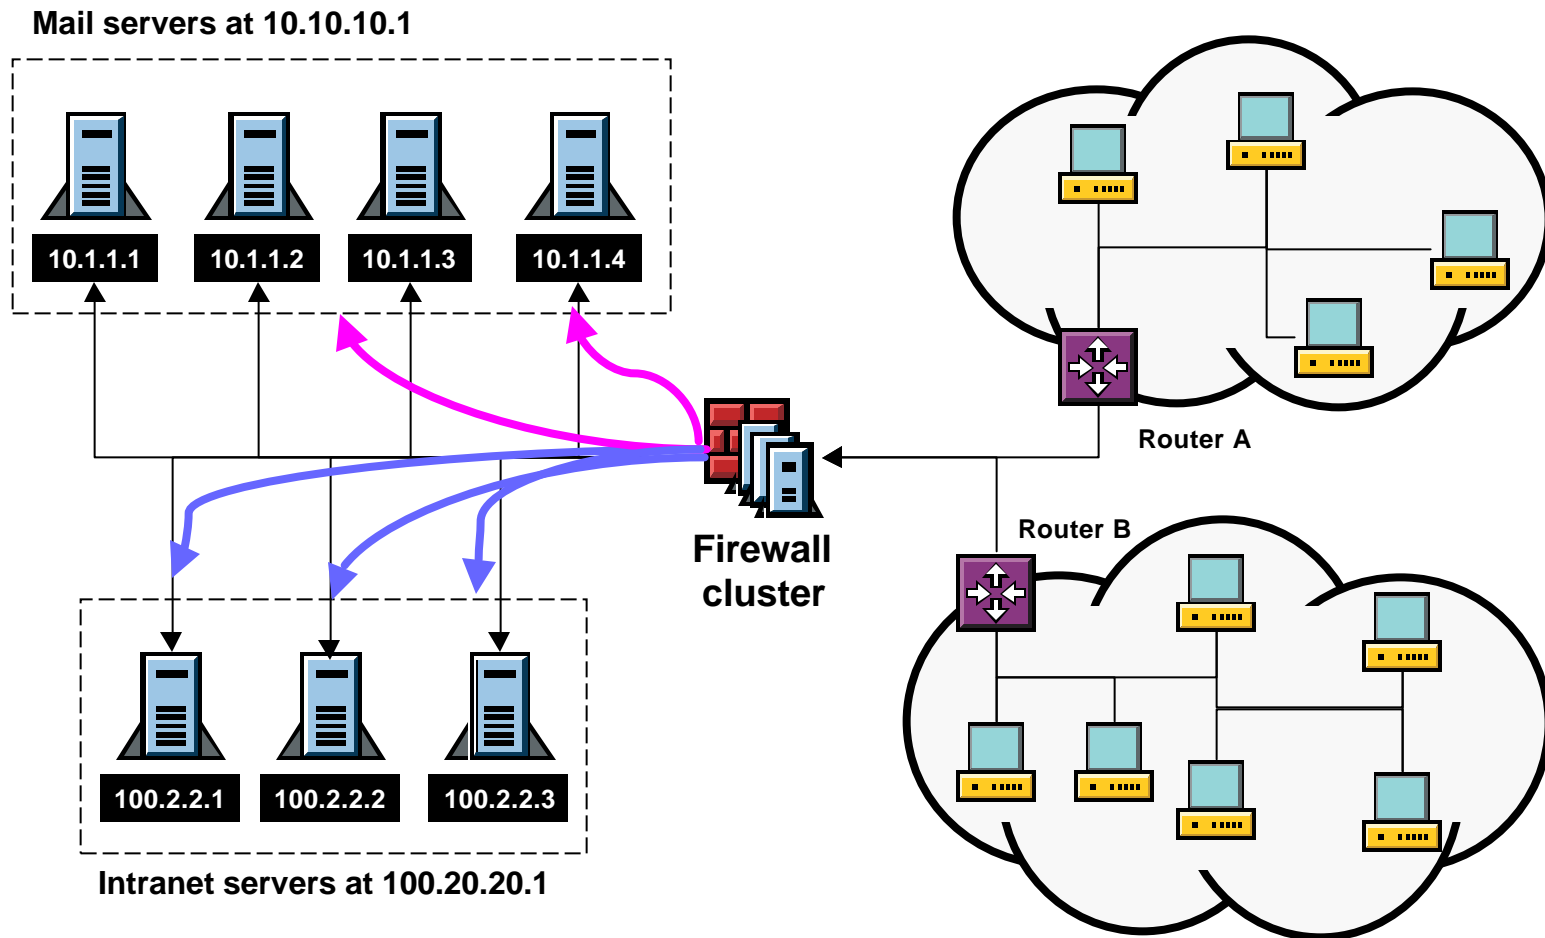 Mail servers at 10.10.10.1
10.1.1.1
10.1.1.2
10.1.1.3
10.1.1.4
Router A
Router B
Firewall
cluster
100.2.2.1
100.2.2.2
100.2.2.3
Intranet servers at 100.20.20.1